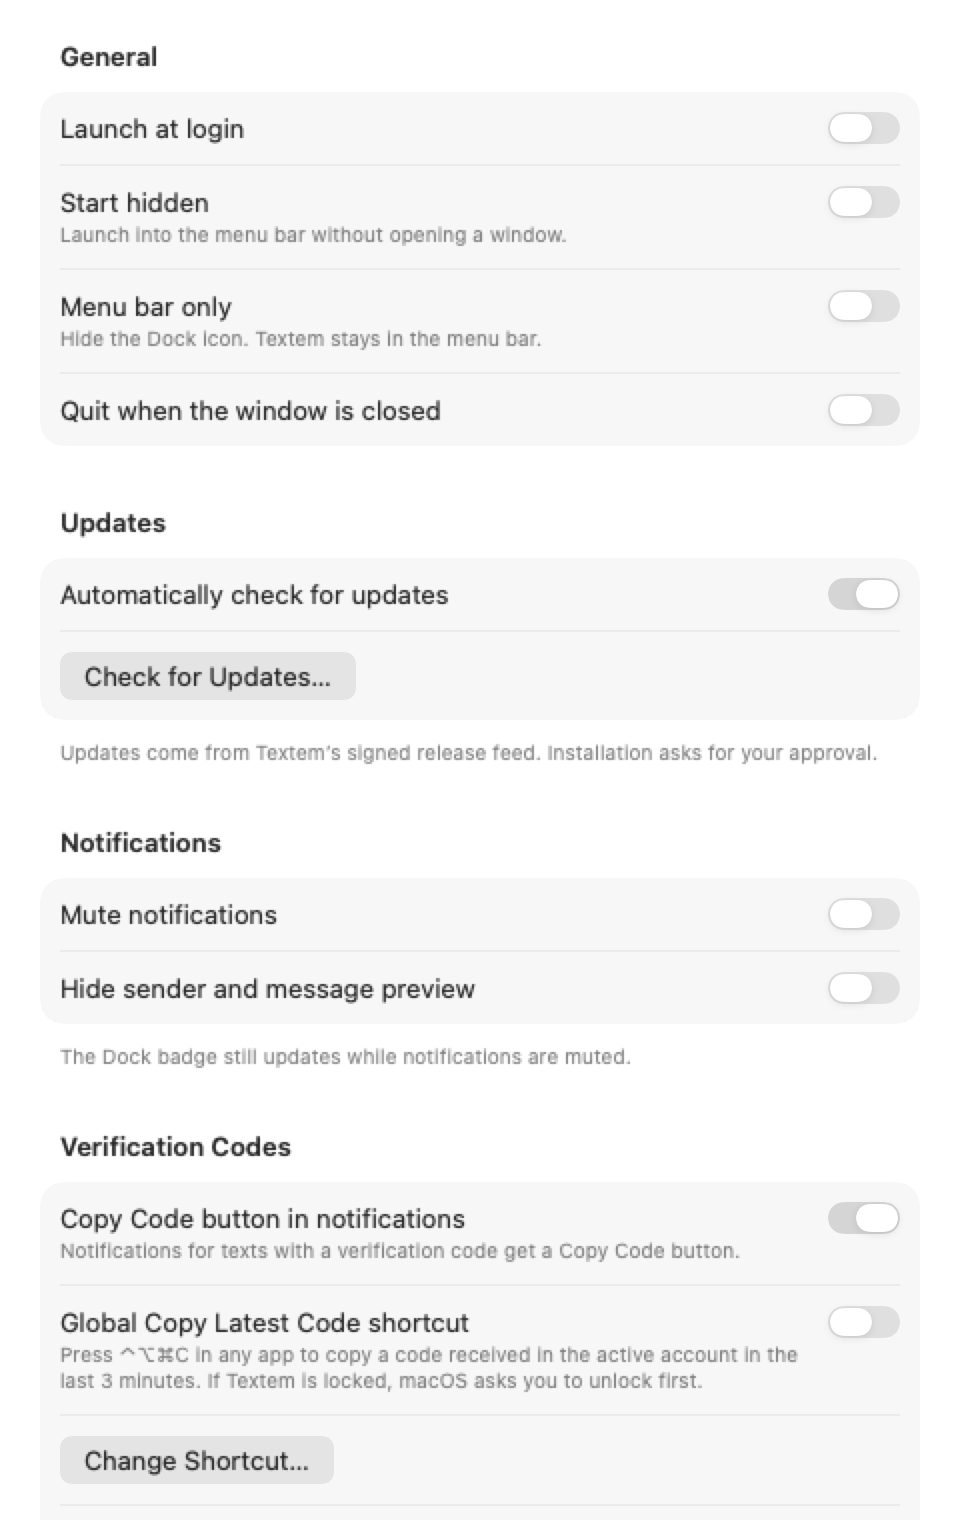 General
Launch at login
Start hidden
Launch into the menu bar without opening a window.
Menu bar only
Hide the Dock icon. Textem stays in the menu bar.
Quit when the window is closed
Updates
Automatically check for updates
Check for Updates...
Updates come from Textem’s signed release feed. Installation asks for your approval.
Notifications
Mute notifications
Hide sender and message preview
The Dock badge still updates while notifications are muted.
Verification Codes
Copy Code button in notifications
Notifications for texts with a verification code get a Copy Code button.
Global Copy Latest Code shortcut
Press ⌃⌥⌘C in any app to copy a code received in the active account in the
last 3 minutes. If Textem is locked, macOS asks you to unlock first.
Change Shortcut...